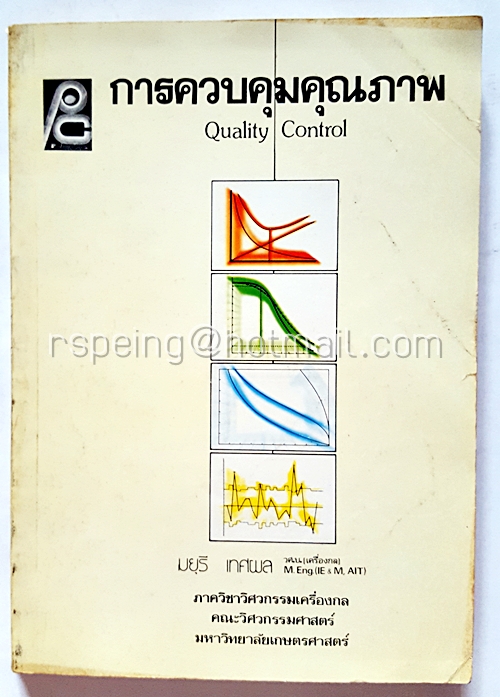 การควบคุมคุณภาพ
Quality Control
rspeing@hotmail.com
มยุรี เทศผล วศ.บ. (เครื่องกล)
M.Eng (IE & M, AIT)
ภาควิชาวิศวกรรมเครื่องกล
คณะวิศวกรรมศาสตร์
มหาวิทยาลัยเกษตรศาสตร์